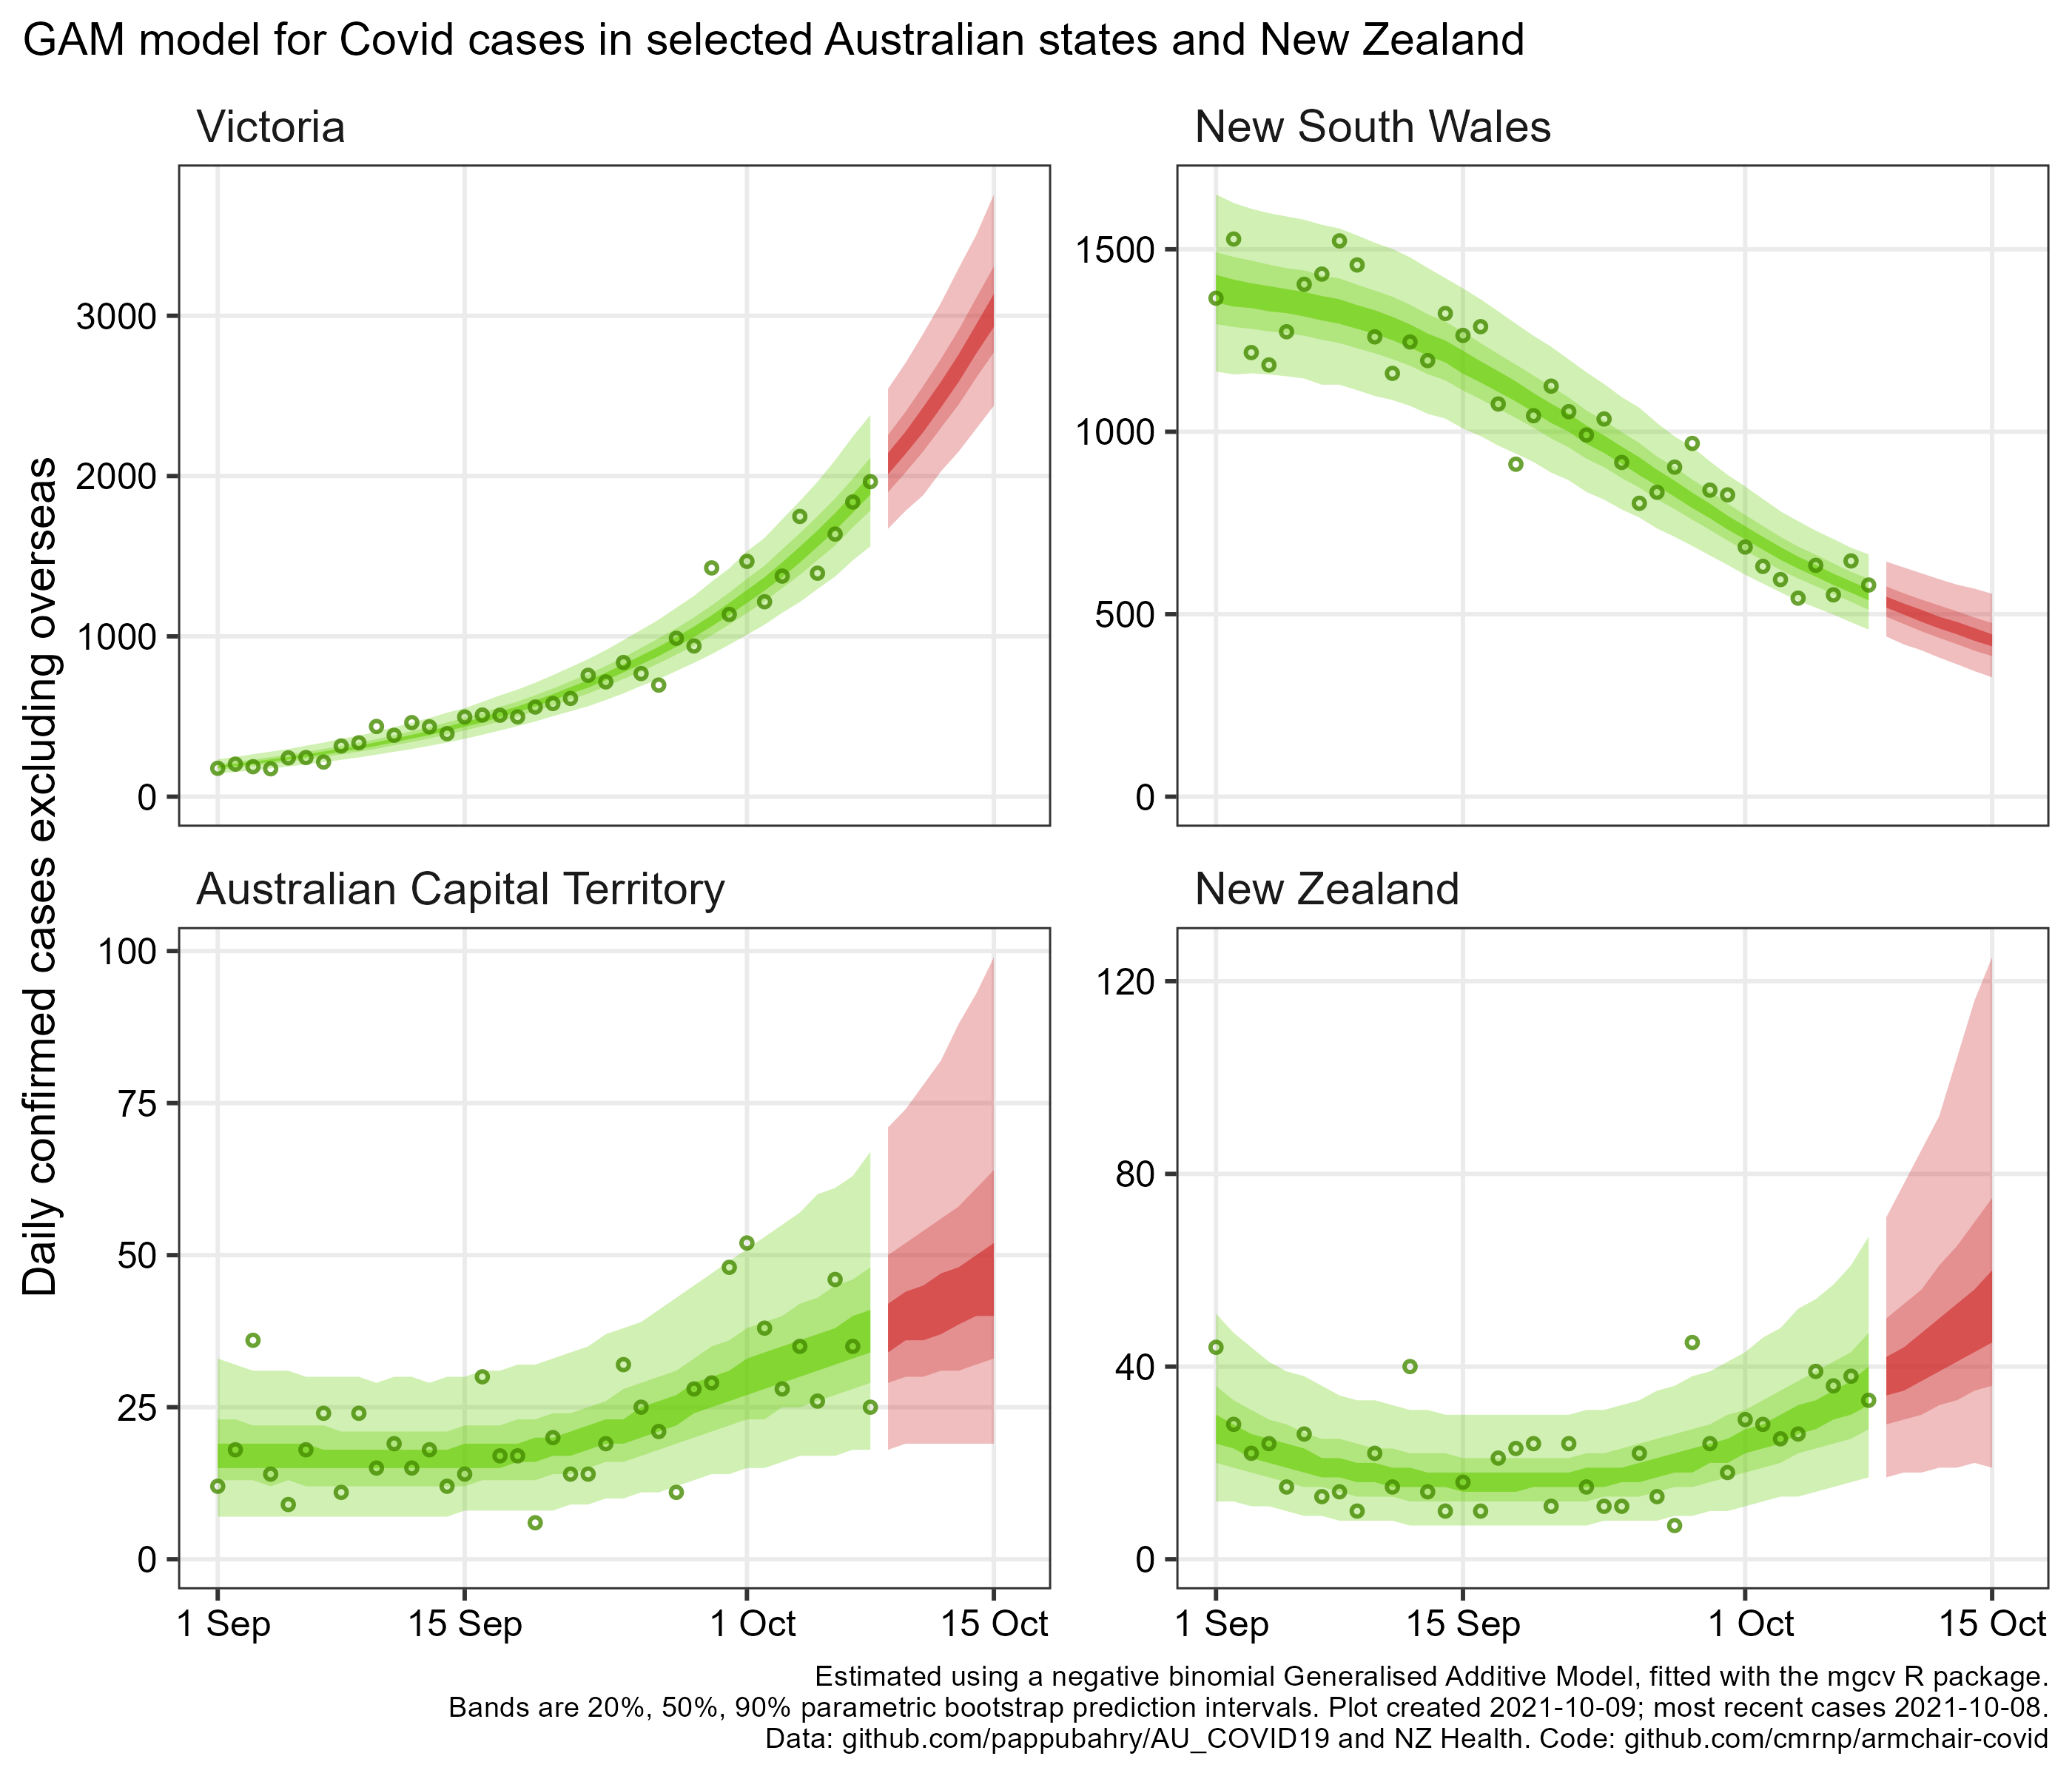 GAM model for Covid cases in selected Australian states and New Zealand
Daily confirmed cases excluding overseas
Victoria
3000
2000
1000
0
New South Wales
1500
1000
500
0
Australian Capital Territory
100
75
50
25
0
1 Sep 15 Sep 1 Oct 15 Oct
New Zealand
120
80
40
0
1 Sep 15 Sep 1 Oct 15 Oct
Estimated using a negative binomial Generalised Additive Model, fitted with the mgcv R package.
Bands are 20%, 50%, 90% parametric bootstrap prediction intervals. Plot created 2021-10-09; most recent cases 2021-10-08.
Data: github.com/pappubahry/AU_COVID19 and NZ Health. Code: github.com/cmrnp/armchair-covid